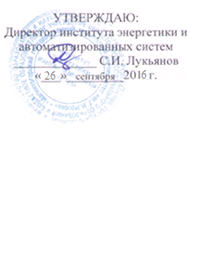 УТВЕРЖДАЮ:
Директор института энергетики и
автоматизированных систем
С.И. Лукьянов
« 26 » сентября 2016 г.